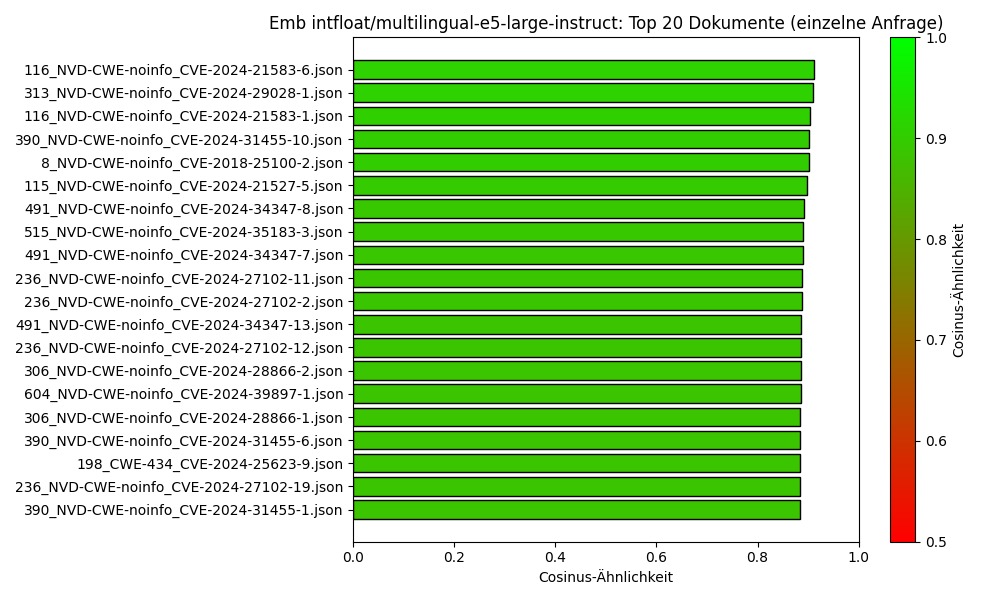 Emb intfloat/multilingual-e5-large-instruct: Top 20 Dokumente (einzelne Anfrage)
116_NVD-CWE-noinfo_CVE-2024-21583-6.json
313_NVD-CWE-noinfo_CVE-2024-29028-1.json
116_NVD-CWE-noinfo_CVE-2024-21583-1.json
390_NVD-CWE-noinfo_CVE-2024-31455-10.json
8_NVD-CWE-noinfo_CVE-2018-25100-2.json
115_NVD-CWE-noinfo_CVE-2024-21527-5.json
491_NVD-CWE-noinfo_CVE-2024-34347-8.json
515_NVD-CWE-noinfo_CVE-2024-35183-3.json
491_NVD-CWE-noinfo_CVE-2024-34347-7.json
236_NVD-CWE-noinfo_CVE-2024-27102-11.json
236_NVD-CWE-noinfo_CVE-2024-27102-2.json
491_NVD-CWE-noinfo_CVE-2024-34347-13.json
236_NVD-CWE-noinfo_CVE-2024-27102-12.json
306_NVD-CWE-noinfo_CVE-2024-28866-2.json
604_NVD-CWE-noinfo_CVE-2024-39897-1.json
306_NVD-CWE-noinfo_CVE-2024-28866-1.json
390_NVD-CWE-noinfo_CVE-2024-31455-6.json
198_CWE-434_CVE-2024-25623-9.json
236_NVD-CWE-noinfo_CVE-2024-27102-19.json
390_NVD-CWE-noinfo_CVE-2024-31455-1.json
0.0 0.2 0.4 0.6 0.8 1.0
Cosinus-Ähnlichkeit
1.0
0.9
0.8
0.7
0.6
0.5
Cosinus-Ähnlichkeit